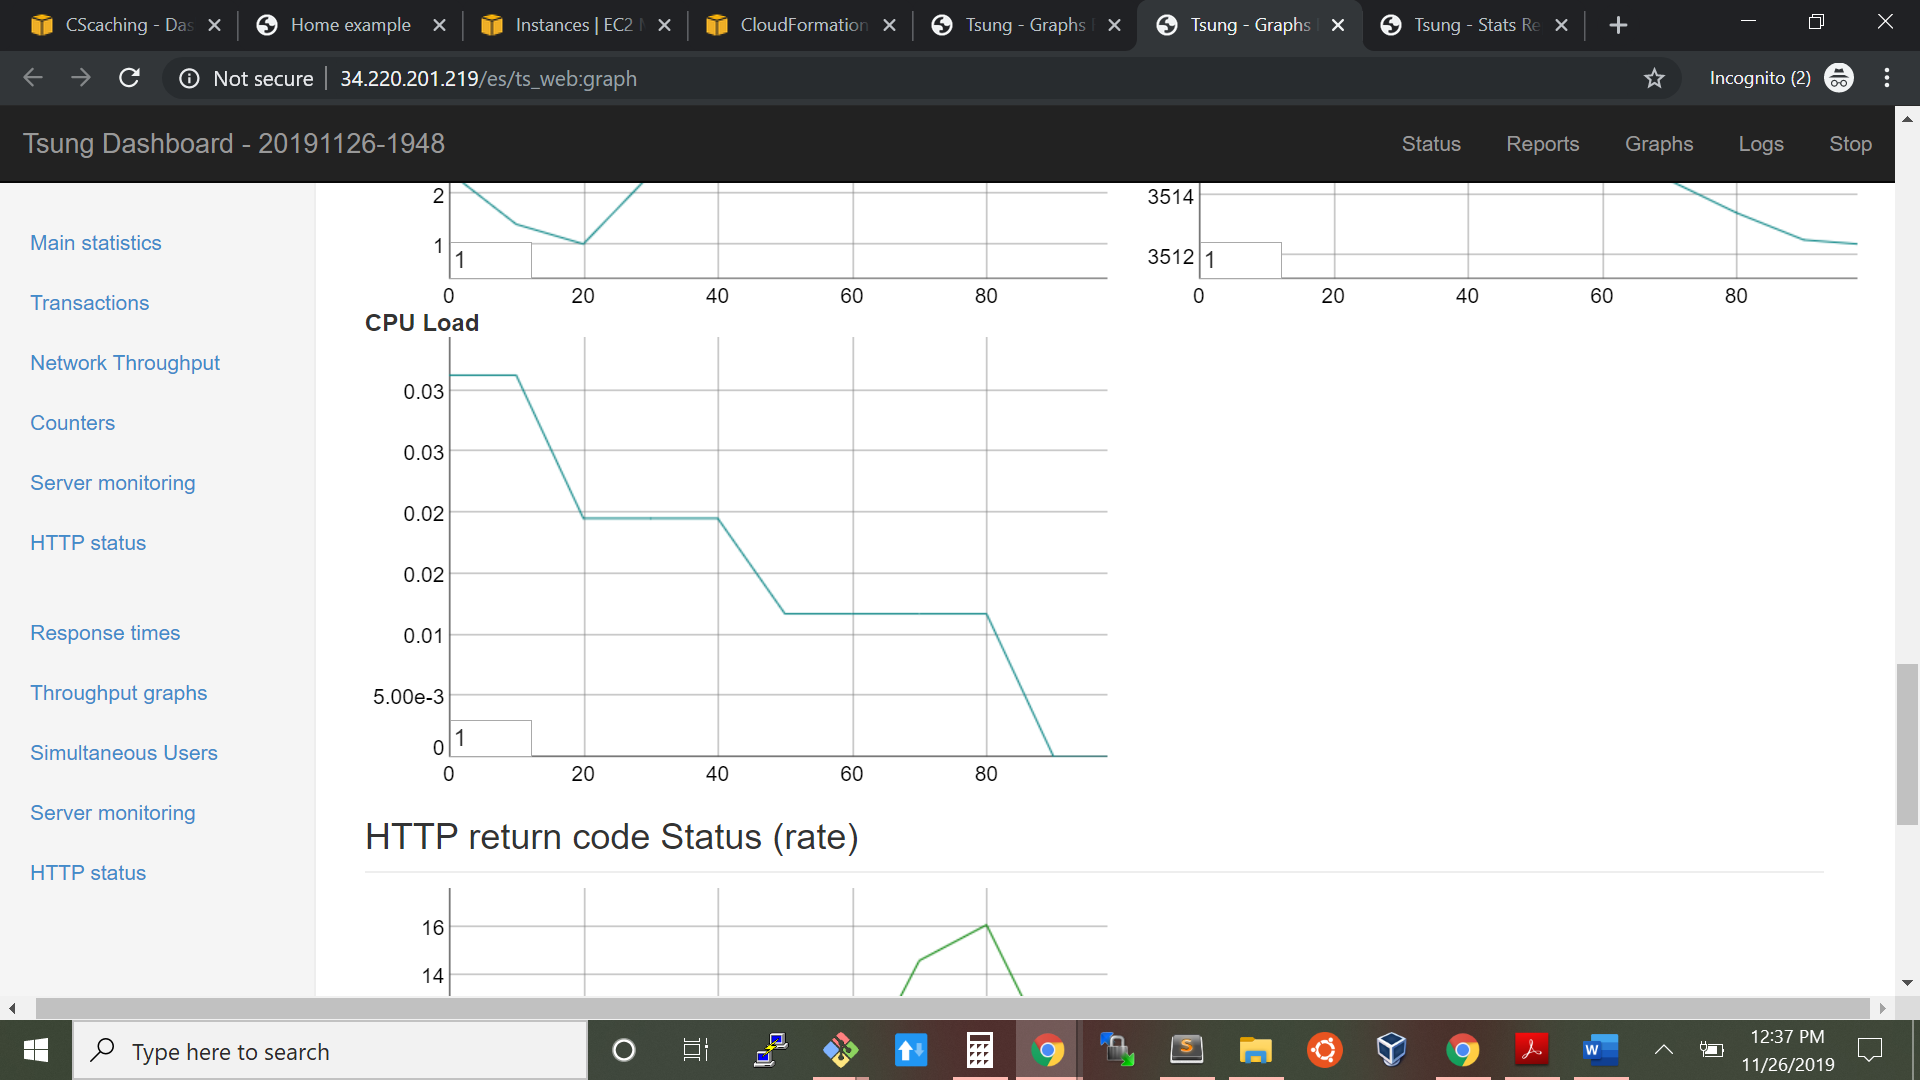 CScaching - Das
Home example
Instances | EC2 M
CloudFormation
Tsung - Graphs
Tsung - Graphs
Tsung - Stats Re
Not secure
34.220.201.219/es/ts_web:graph
Incognito (2)
Tsung Dashboard - 20191126-1948
Status
Reports
Graphs
Logs
Stop
Main statistics
Transactions
Network Throughput
Counters
Server monitoring
HTTP status
Response times
Throughput graphs
Simultaneous Users
Server monitoring
HTTP status
2
1
1
0 20 40 60 80
3514
3512
1
0 20 40 60 80
CPU Load
0.03
0.03
0.02
0.02
0.01
5.00e-3
0
1
0 20 40 60 80
HTTP return code Status (rate)
16
14
Type here to search
12:37 PM
11/26/2019